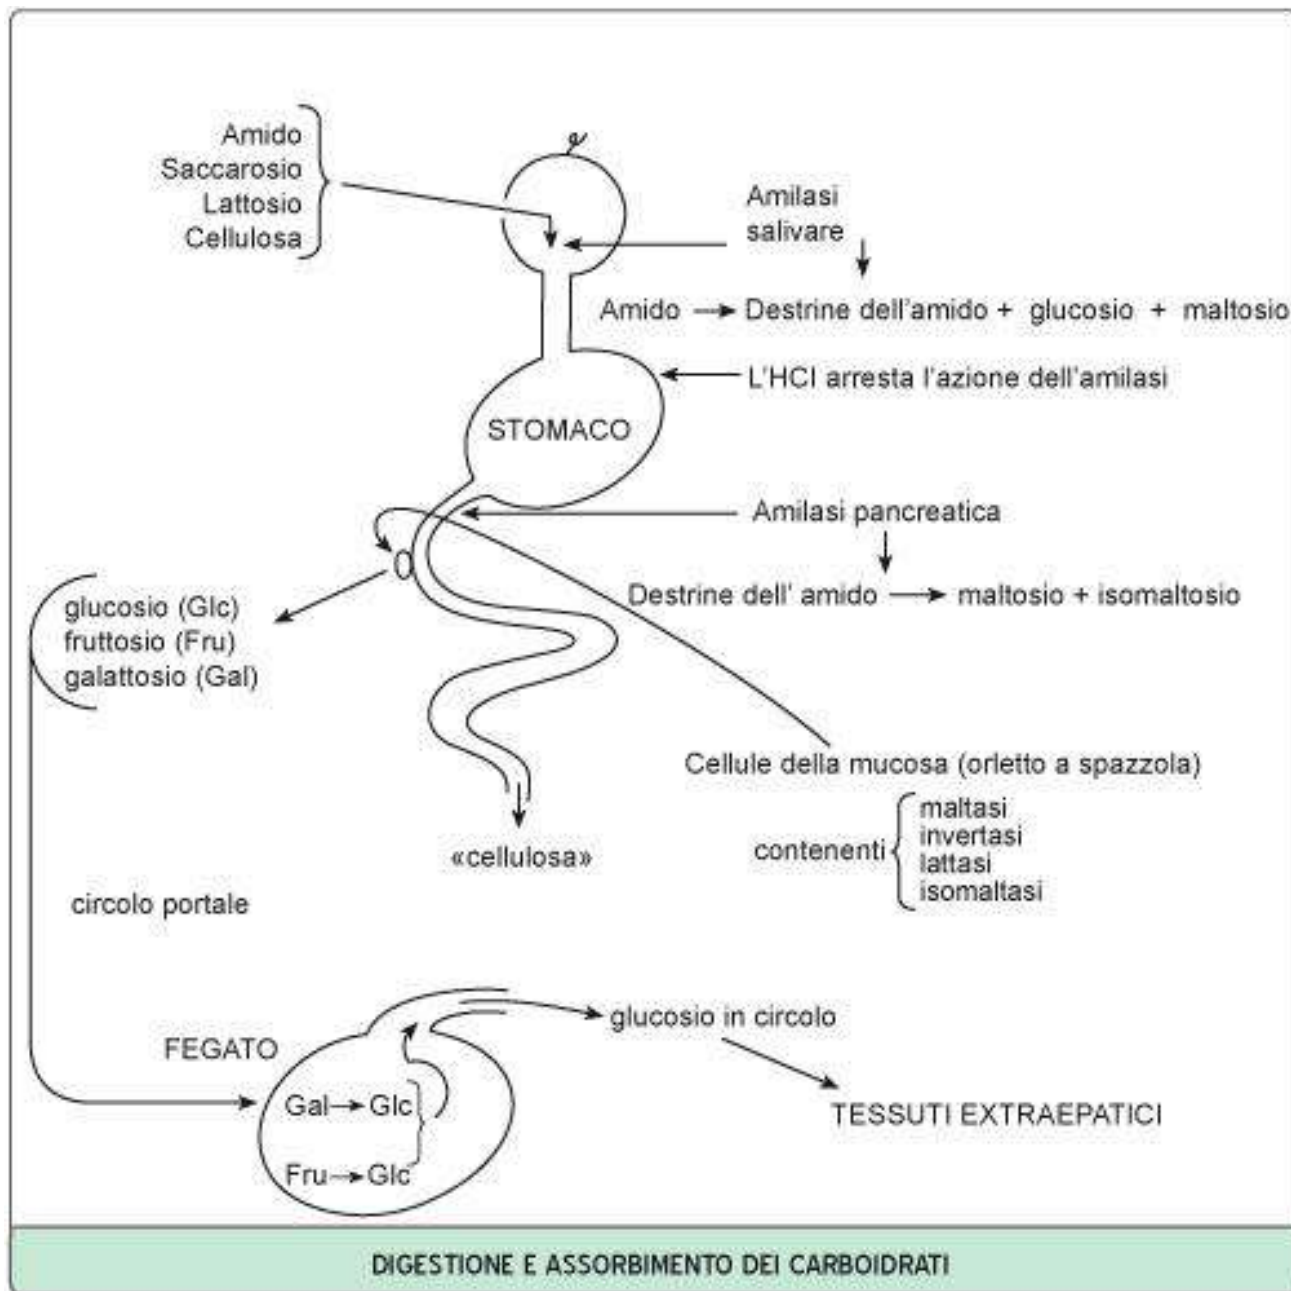 Amido
Saccarosio
Lattosio
Cellulosa
Amilasi
salivare
Amido → Destrine dell'amido + glucosio + maltosio
L'HCl arresta l'azione dell'amilasi
STOMACO
Amilasi pancreatica
Destrine dell' amido → maltosio + isomaltosio
glucosio (Glc)
fruttosio (Fru)
galattosio (Gal)
Cellule della mucosa (orletto a spazzola)
contenenti
maltasi
invertasi
lattasi
isomaltasi
«cellulosa»
circolo portale
FEGATO
Gal → Glc
Fru → Glc
glucosio in circolo
TESSUTI EXTRAEPATICI
DIGESTIONE E ASSORBIMENTO DEI CARBOIDRATI